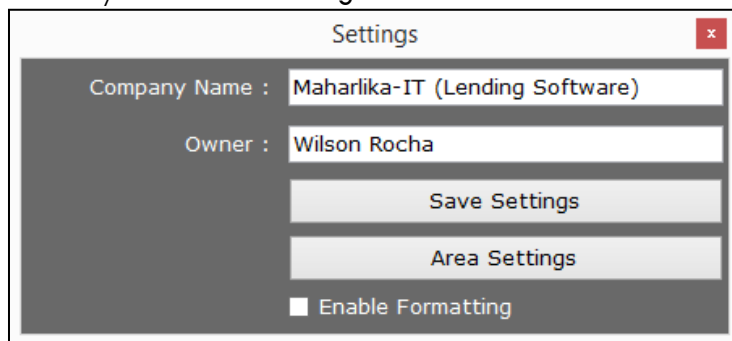 Settings
x
Company Name : Maharlika-IT (Lending Software)
Owner : Wilson Rocha
Save Settings
Area Settings
Enable Formatting